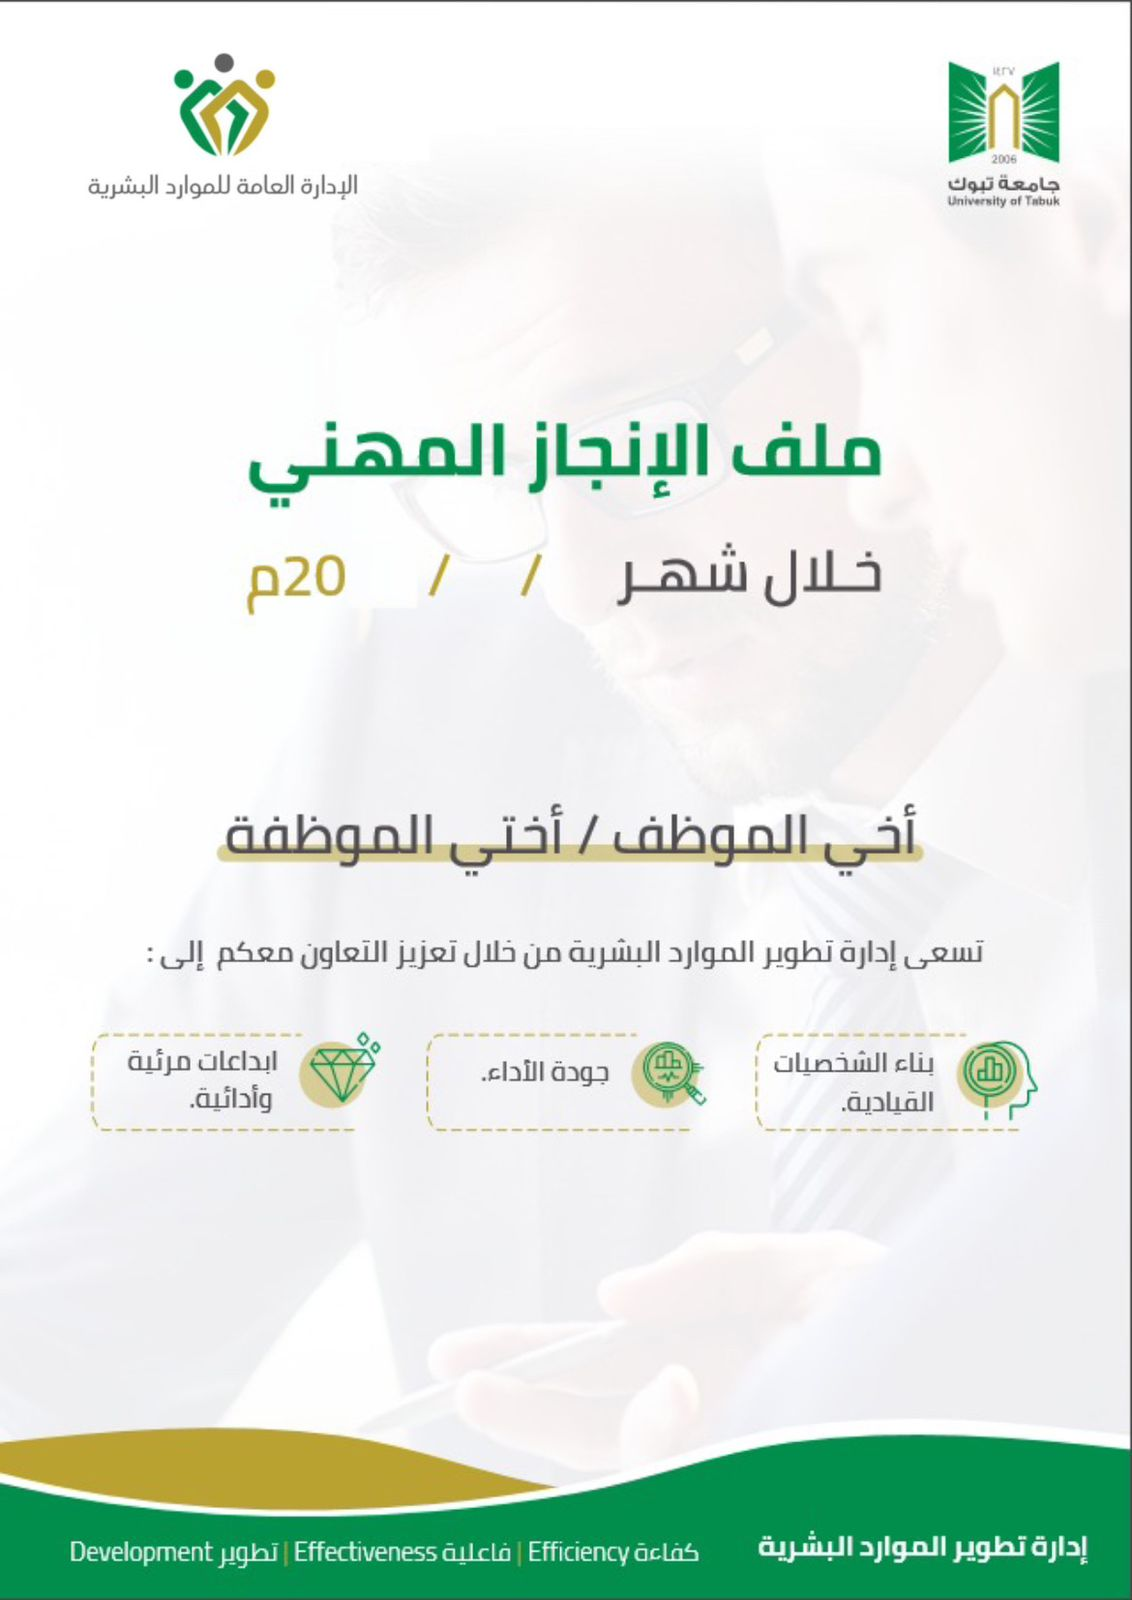 ١٤٢٧
2006
جامعة تبوك
University of Tabuk
الإدارة العامة للموارد البشرية
ملف الإنجاز المهني
خلال شهر / / 20م
أخي الموظف / أختي الموظفة
تسعى إدارة تطوير الموارد البشرية من خلال تعزيز التعاون معكم إلى :
بناء الشخصيات
القيادية.
جودة الأداء.
ابداعات مرئية
وأدائية.
إدارة تطوير الموارد البشرية
كفاءة Efficiency | فاعلية Effectiveness | تطوير Development